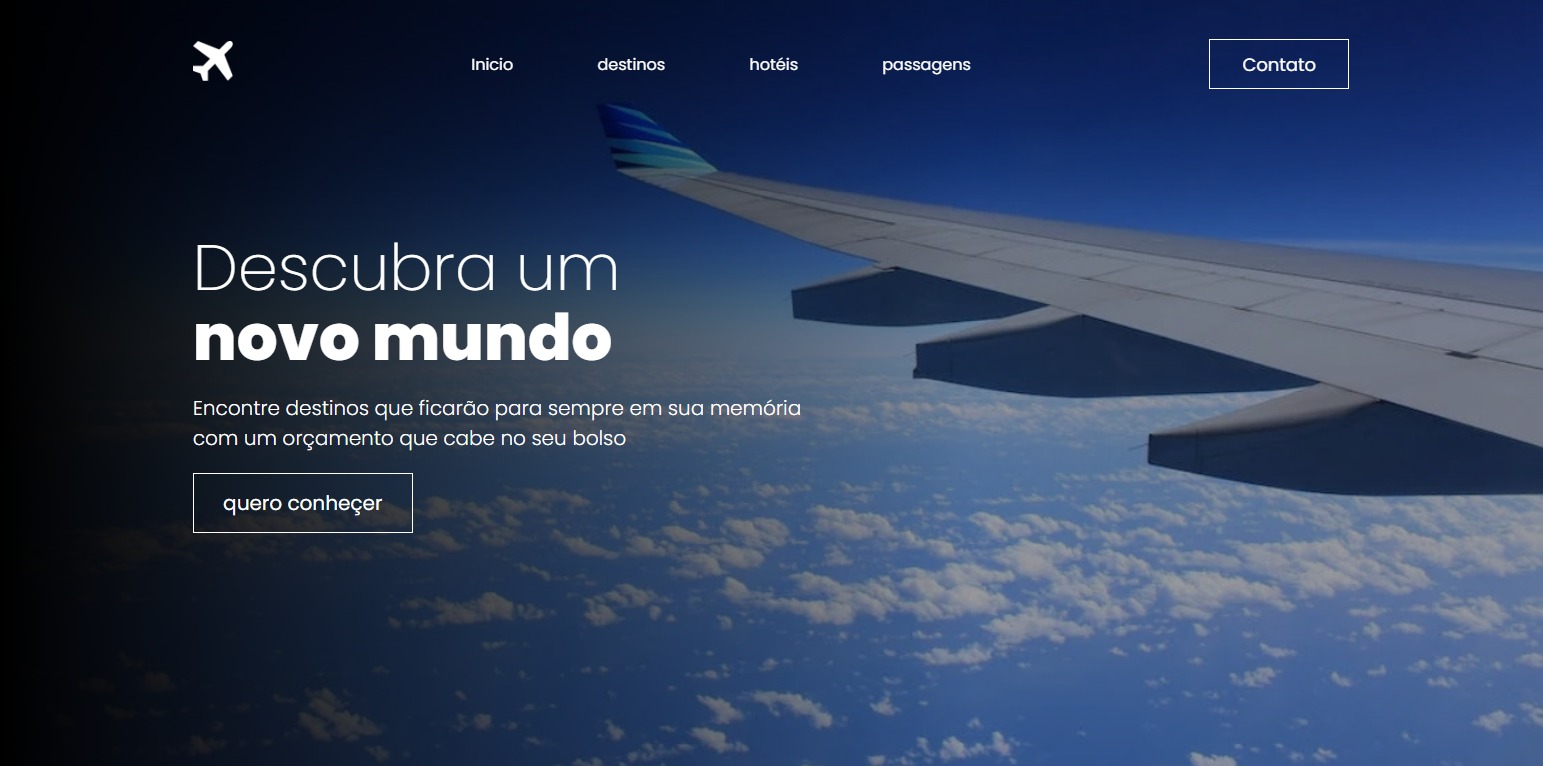 Inicio
destinos
hotéis
passagens
Contato
Descubra um
novo mundo
Encontre destinos que ficarão para sempre em sua memória
com um orçamento que cabe no seu bolso
quero conheçer